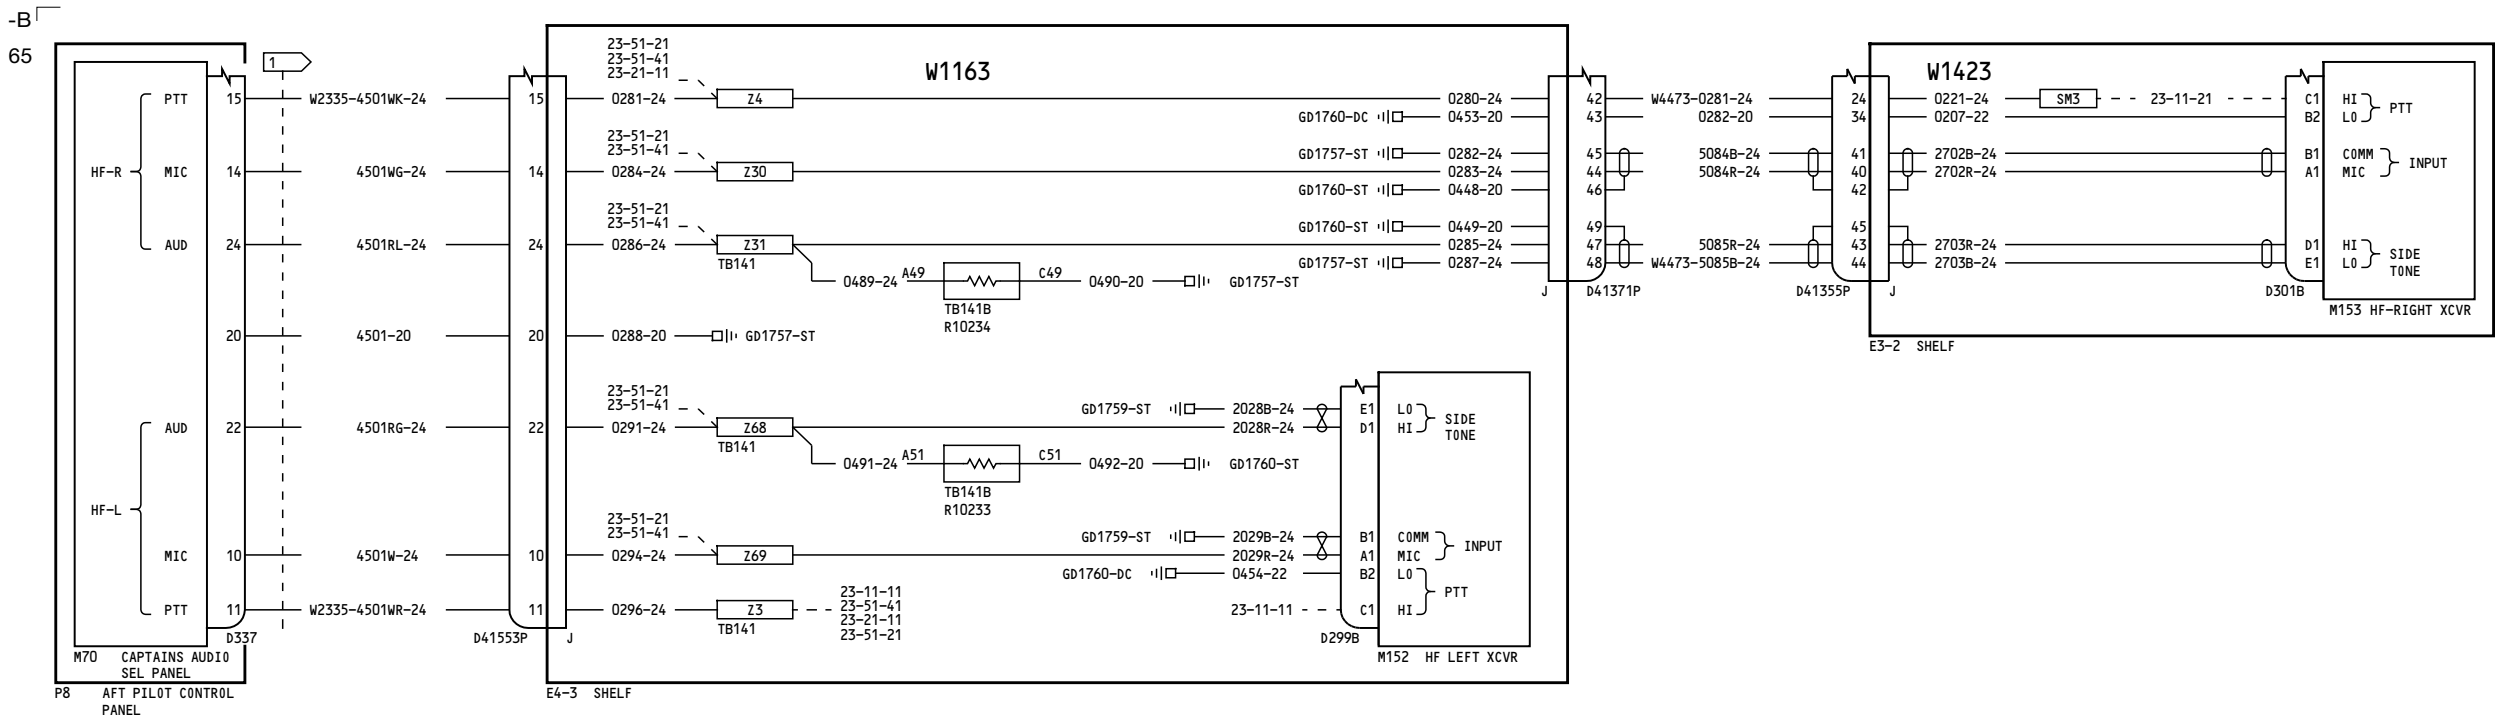 -B
65
1
W1163
W1423
23-51-21
23-51-41
23-21-11
PTT 15 W2335-4501WK-24 15 0281-24 Z4 0280-24 42 W4473-0281-24 24 0221-24 SM3 23-11-21 C1 HI
PTT
GD1760-DC 0453-20 43 0282-20 34 0207-22 B2 LO
23-51-21
23-51-41
GD1757-ST 0282-24 45 5084B-24 41 2702B-24 B1 COMM
INPUT
HF-R MIC 14 4501WG-24 14 0284-24 Z30 0283-24 44 5084R-24 40 2702R-24 A1 MIC
GD1760-ST 0448-20 46 42
23-51-21
23-51-41
GD1760-ST 0449-20 49 45
AUD 24 4501RL-24 24 0286-24 Z31 0285-24 47 5085R-24 43 2703R-24 D1 HI
SIDE
TONE
TB141 GD1757-ST 0287-24 48 W4473-5085B-24 44 2703B-24 E1 LO
0489-24 A49 C49 0490-20 GD1757-ST
J D41371P D41355P J D301B
TB141B
R10234
M153 HF-RIGHT XCVR
20 4501-20 20 0288-20 GD1757-ST
E3-2 SHELF
23-51-21
23-51-41
GD1759-ST 2028B-24 E1 LO
SIDE
TONE
AUD 22 4501RG-24 22 0291-24 Z68 2028R-24 D1 HI
TB141
0491-24 A51 C51 0492-20 GD1760-ST
TB141B
R10233
HF-L
23-51-21
23-51-41
GD1759-ST 2029B-24 B1 COMM
INPUT
MIC 10 4501W-24 10 0294-24 Z69 2029R-24 A1 MIC
GD1760-DC 0454-22 B2 LO
PTT
23-11-11
23-51-41
23-21-11
23-51-21
PTT 11 W2335-4501WR-24 11 0296-24 Z3 23-11-11 C1 HI
TB141
D337 D41553P J D299B
M70 CAPTAINS AUDIO
SEL PANEL
M152 HF LEFT XCVR
P8 AFT PILOT CONTROL
PANEL
E4-3 SHELF